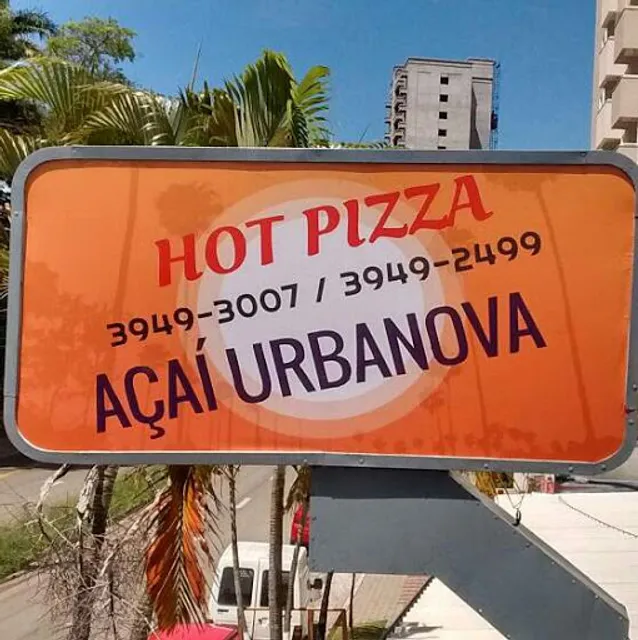 HOT PIZZA
3949-3007 / 3949-2499
AÇAÍ URBANOVA